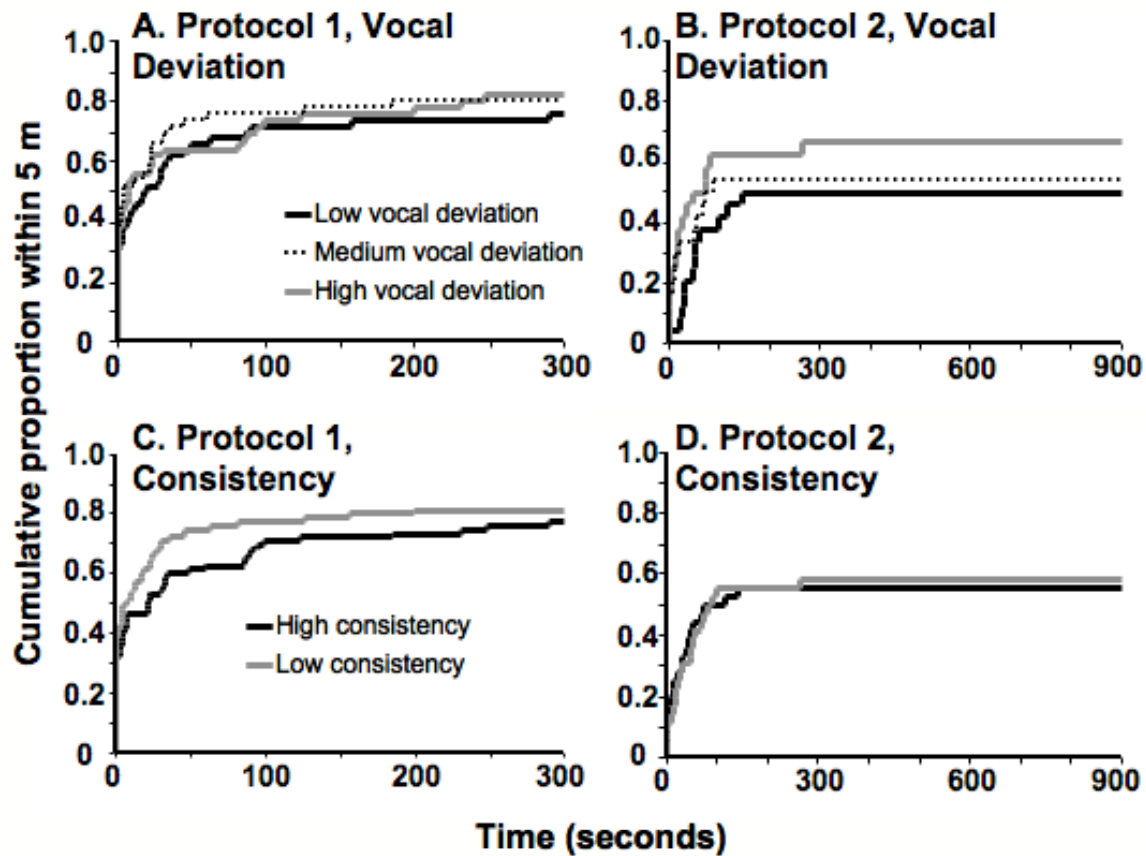 Cumulative proportion within 5 m
A. Protocol 1, Vocal
Deviation
1.0
0.8
0.6
0.4
0.2
0
Low vocal deviation
Medium vocal deviation
High vocal deviation
0 100 200 300
B. Protocol 2, Vocal
Deviation
1.0
0.8
0.6
0.4
0.2
0
0 300 600 900
C. Protocol 1,
Consistency
1.0
0.8
0.6
0.4
0.2
0
High consistency
Low consistency
0 100 200 300
D. Protocol 2,
Consistency
1.0
0.8
0.6
0.4
0.2
0
0 300 600 900
Time (seconds)